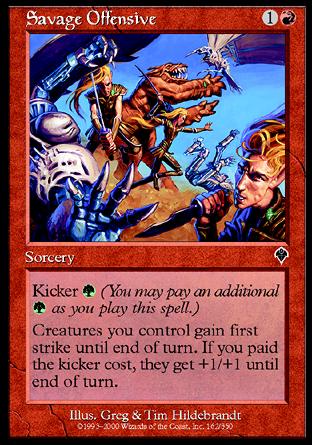 Savage Offensive 1
Sorcery
Kicker (You may pay an additional
as you play this spell.)
Creatures you control gain first
strike until end of turn. If you paid
the kicker cost, they get +1/+1 until
end of turn.
Illus. Greg & Tim Hildebrandt
©1993-2000 Wizards of the Coast, Inc. 162/350